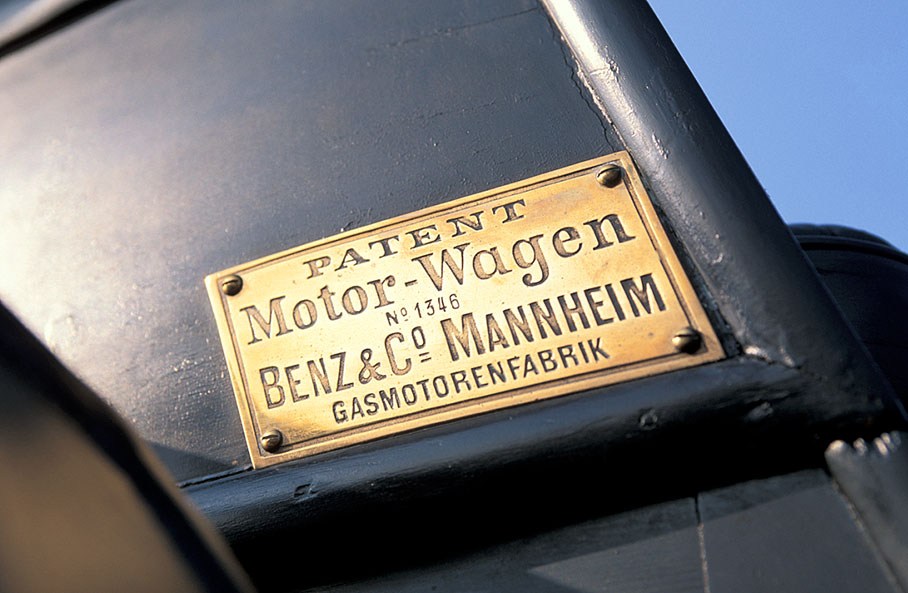 PATENT
Motor-Wagen
Nº 1346
BENZ & Cº MANNHEIM
GASMOTORENFABRIK